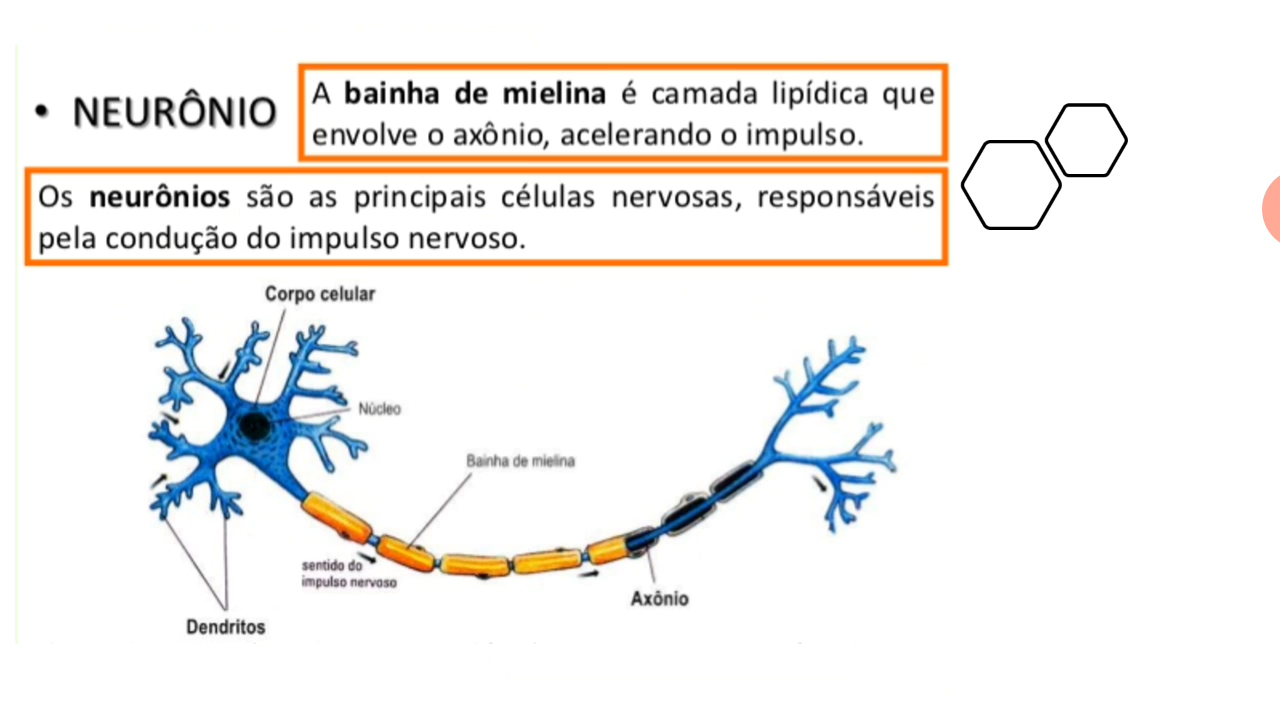 • NEURÔNIO
A bainha de mielina é camada lipídica que
envolve o axônio, acelerando o impulso.
Os neurônios são as principais células nervosas, responsáveis
pela condução do impulso nervoso.
Corpo celular
Núcleo
Bainha de mielina
sentido do
impulso nervoso
Axônio
Dendritos